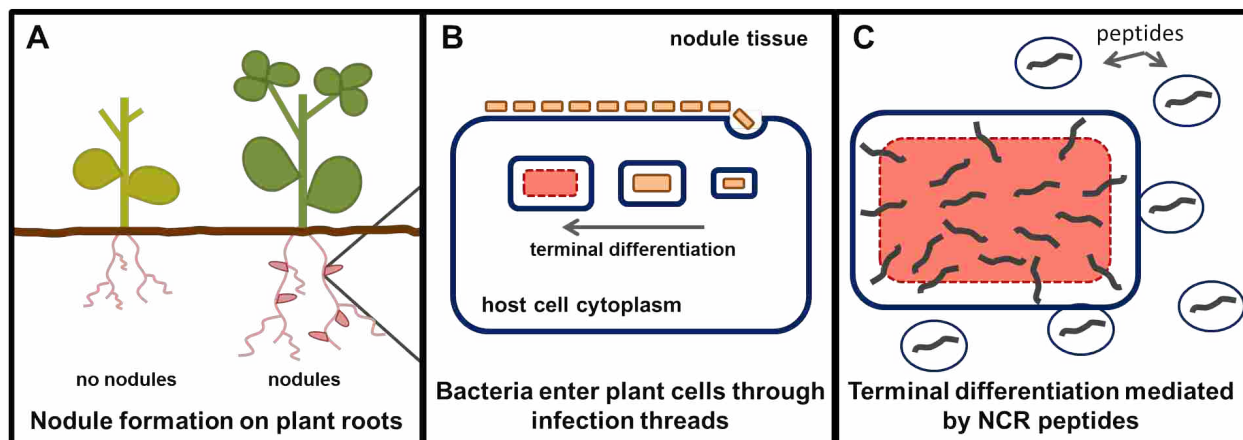 A
no nodules
nodules
Nodule formation on plant roots
B
nodule tissue
terminal differentiation
host cell cytoplasm
Bacteria enter plant cells through
infection threads
C
peptides
Terminal differentiation mediated
by NCR peptides